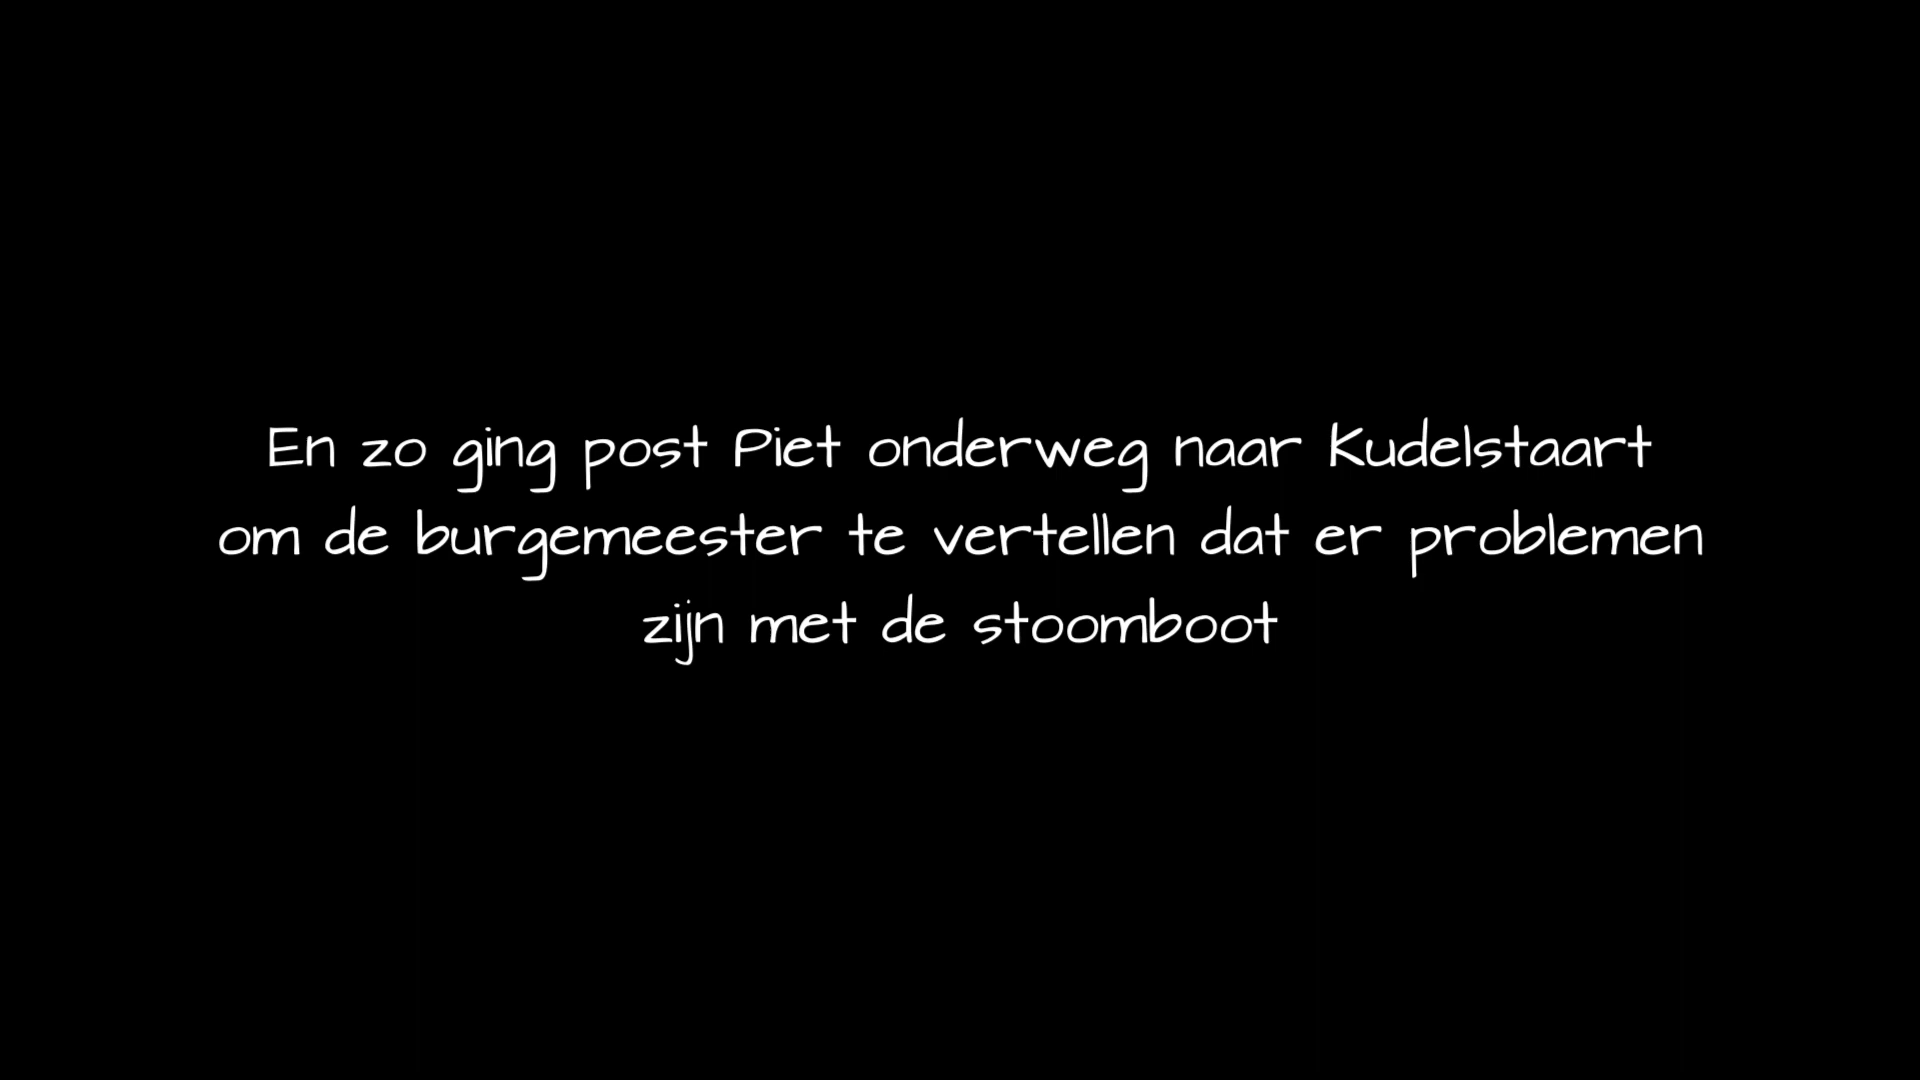 En zo ging post Piet onderweg naar Kudelstaart
om de burgemeester te vertellen dat er problemen
zijn met de stoomboot